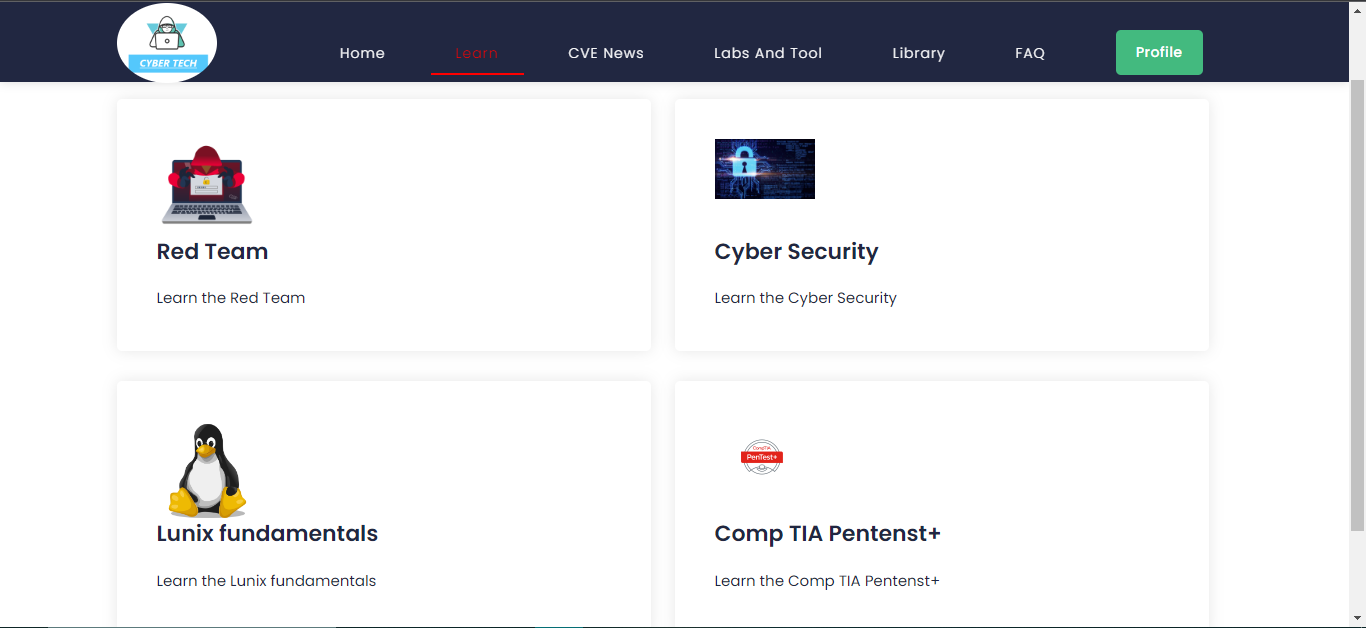 CYBER TECH
Home
Learn
CVE News
Labs And Tool
Library
FAQ
Profile
Red Team
Learn the Red Team
Cyber Security
Learn the Cyber Security
Lunix fundamentals
Learn the Lunix fundamentals
CompTIA
PenTest+
Comp TIA Pentenst+
Learn the Comp TIA Pentenst+